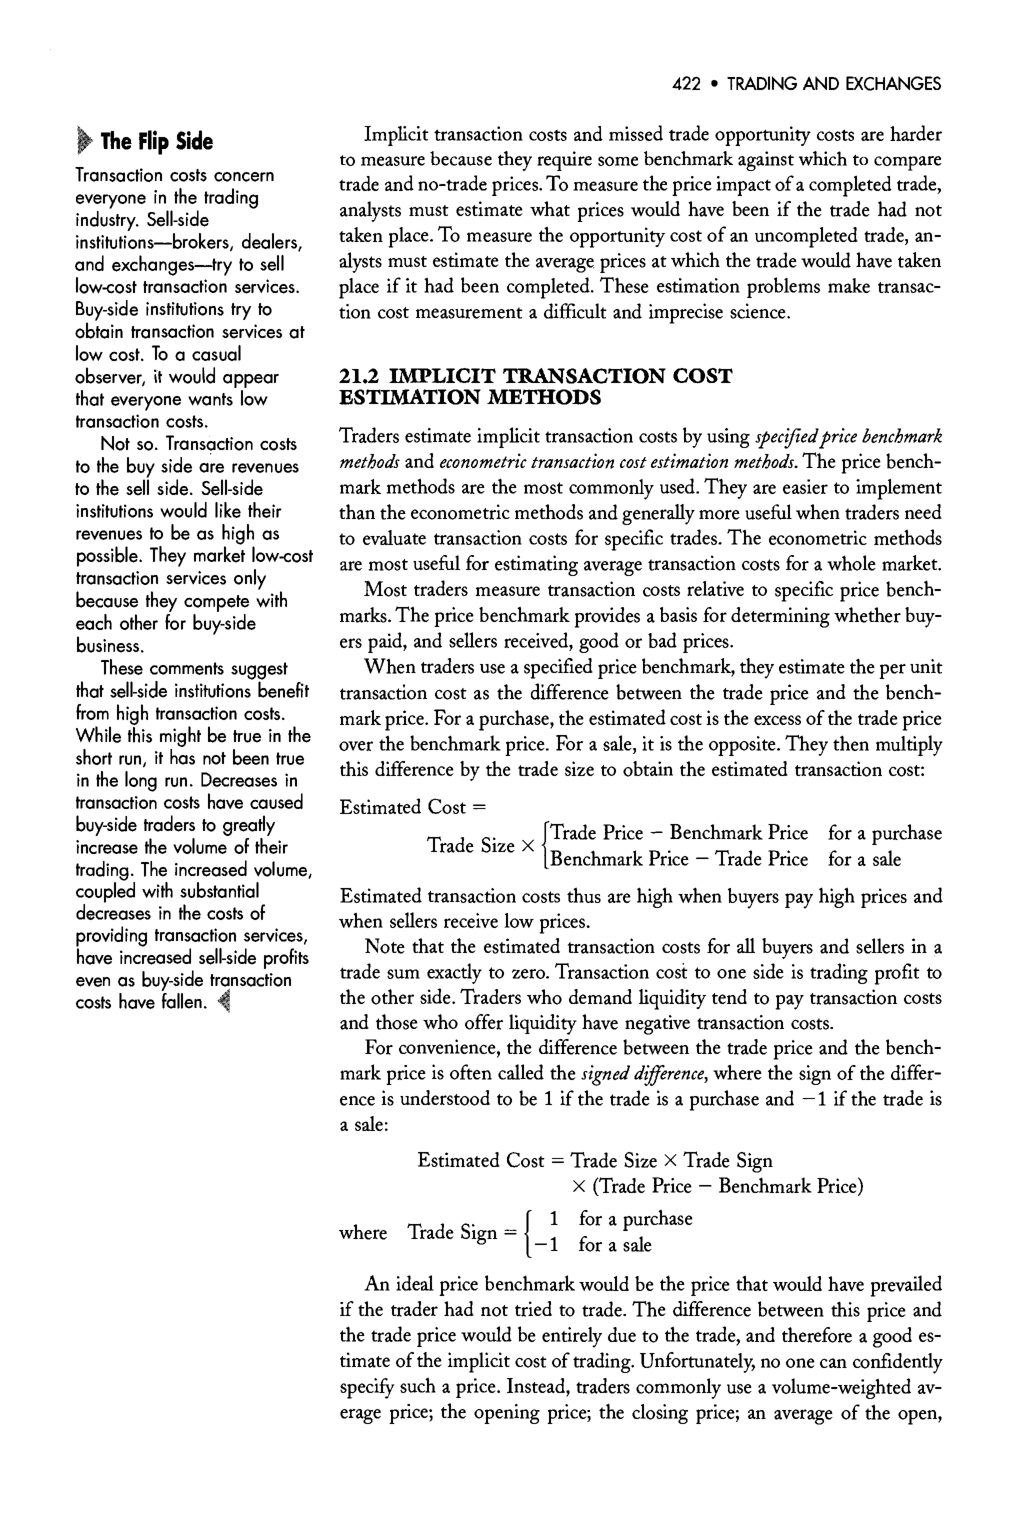 422 • TRADING AND EXCHANGES
The Flip Side
Transaction costs concern
everyone in the trading
industry. Sell-side
institutions—brokers, dealers,
and exchanges—try to sell
low-cost transaction services.
Buy-side institutions try to
obtain transaction services at
low cost. To a casual
observer, it would appear
that everyone wants low
transaction costs.
Not so. Transaction costs
to the buy side are revenues
to the sell side. Sell-side
institutions would like their
revenues to be as high as
possible. They market low-cost
transaction services only
because they compete with
each other for buy-side
business.
These comments suggest
that sell-side institutions benefit
from high transaction costs.
While this might be true in the
short run, it has not been true
in the long run. Decreases in
transaction costs have caused
buy-side traders to greatly
increase the volume of their
trading. The increased volume,
coupled with substantial
decreases in the costs of
providing transaction services,
have increased sell-side profits
even as buy-side transaction
costs have fallen.
Implicit transaction costs and missed trade opportunity costs are harder
to measure because they require some benchmark against which to compare
trade and no-trade prices. To measure the price impact of a completed trade,
analysts must estimate what prices would have been if the trade had not
taken place. To measure the opportunity cost of an uncompleted trade, an-
alysts must estimate the average prices at which the trade would have taken
place if it had been completed. These estimation problems make transac-
tion cost measurement a difficult and imprecise science.
21.2 IMPLICIT TRANSACTION COST
ESTIMATION METHODS
Traders estimate implicit transaction costs by using specified price benchmark
methods and econometric transaction cost estimation methods. The price bench-
mark methods are the most commonly used. They are easier to implement
than the econometric methods and generally more useful when traders need
to evaluate transaction costs for specific trades. The econometric methods
are most useful for estimating average transaction costs for a whole market.
Most traders measure transaction costs relative to specific price bench-
marks. The price benchmark provides a basis for determining whether buy-
ers paid, and sellers received, good or bad prices.
When traders use a specified price benchmark, they estimate the per unit
transaction cost as the difference between the trade price and the bench-
mark price. For a purchase, the estimated cost is the excess of the trade price
over the benchmark price. For a sale, it is the opposite. They then multiply
this difference by the trade size to obtain the estimated transaction cost:
Estimated Cost =
Trade Size × { Trade Price − Benchmark Price for a purchase
Benchmark Price − Trade Price for a sale
Estimated transaction costs thus are high when buyers pay high prices and
when sellers receive low prices.
Note that the estimated transaction costs for all buyers and sellers in a
trade sum exactly to zero. Transaction cost to one side is trading profit to
the other side. Traders who demand liquidity tend to pay transaction costs
and those who offer liquidity have negative transaction costs.
For convenience, the difference between the trade price and the bench-
mark price is often called the signed difference, where the sign of the differ-
ence is understood to be 1 if the trade is a purchase and −1 if the trade is
a sale:
Estimated Cost = Trade Size × Trade Sign
× (Trade Price − Benchmark Price)
where Trade Sign = { 1 for a purchase
−1 for a sale
An ideal price benchmark would be the price that would have prevailed
if the trader had not tried to trade. The difference between this price and
the trade price would be entirely due to the trade, and therefore a good es-
timate of the implicit cost of trading. Unfortunately, no one can confidently
specify such a price. Instead, traders commonly use a volume-weighted av-
erage price; the opening price; the closing price; an average of the open,